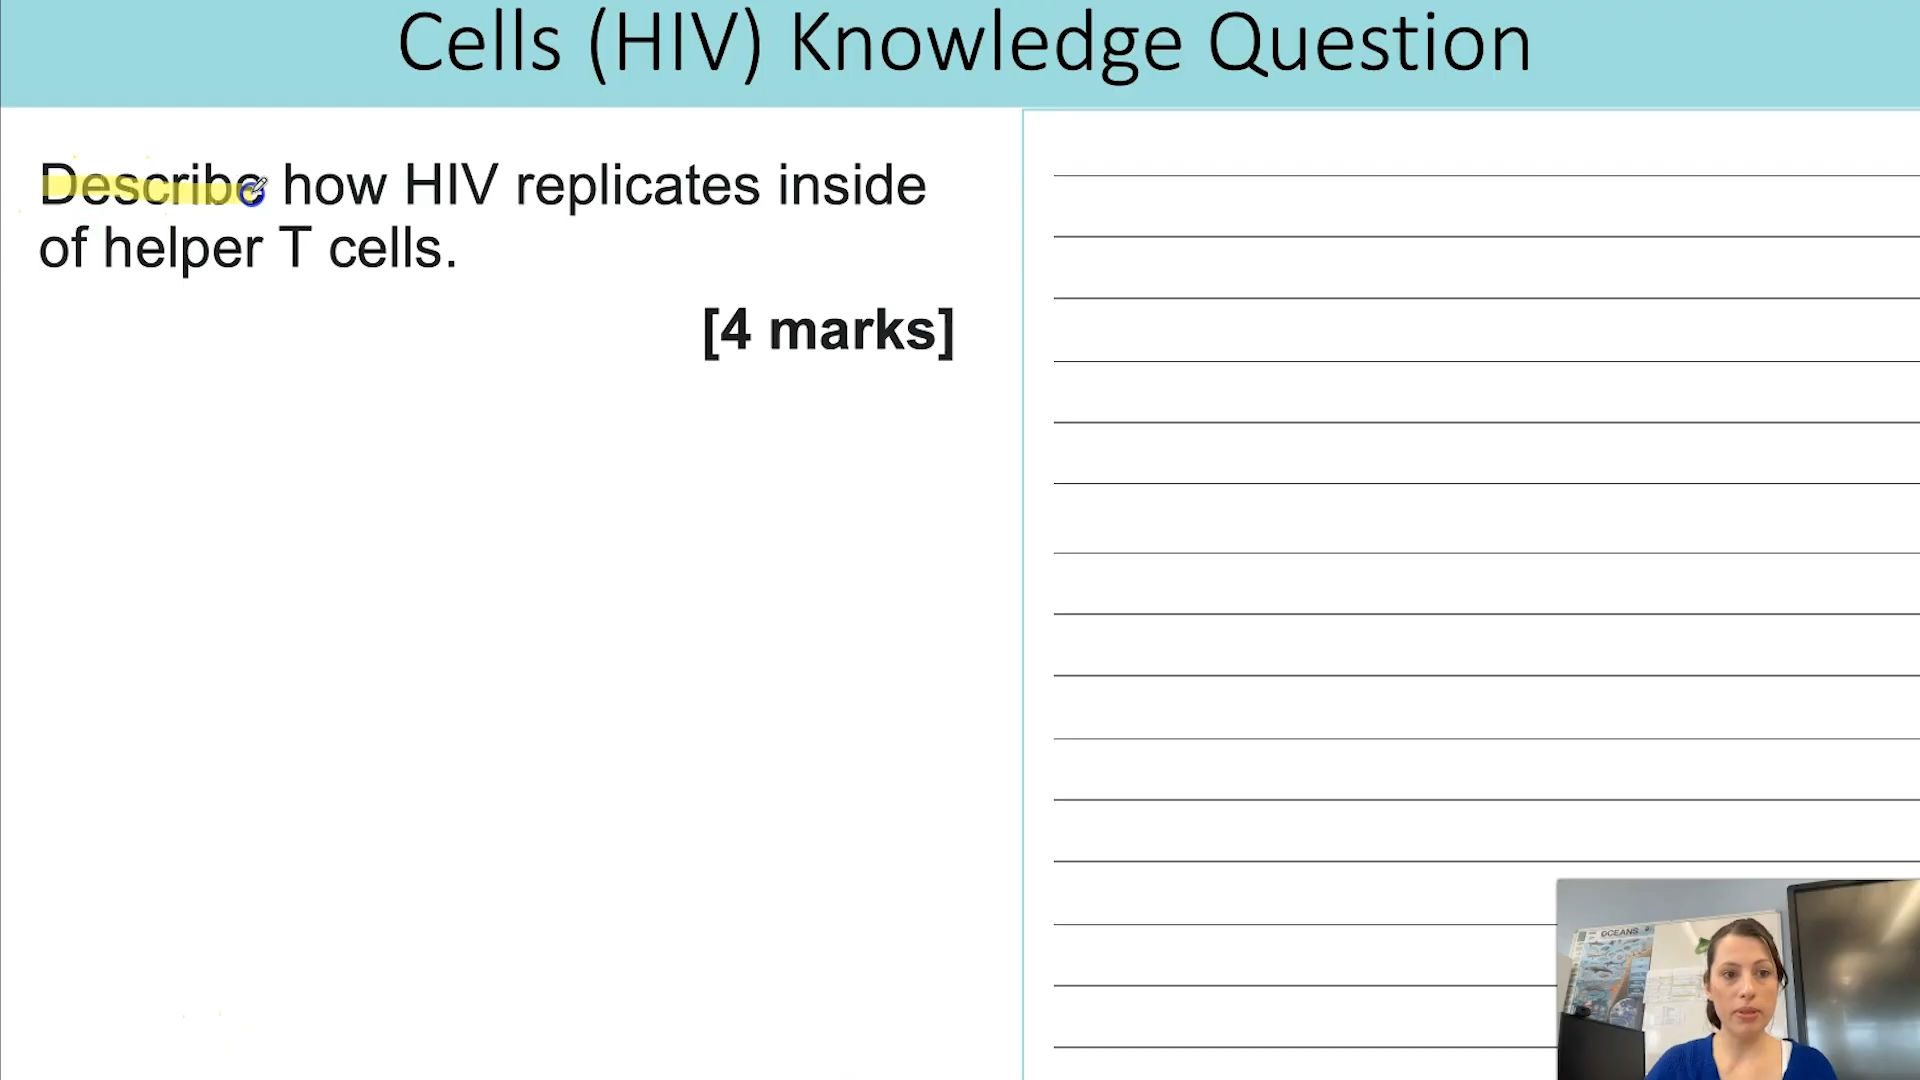 Cells (HIV) Knowledge Question
Describe how HIV replicates inside
of helper T cells.
[4 marks]
OCEANS